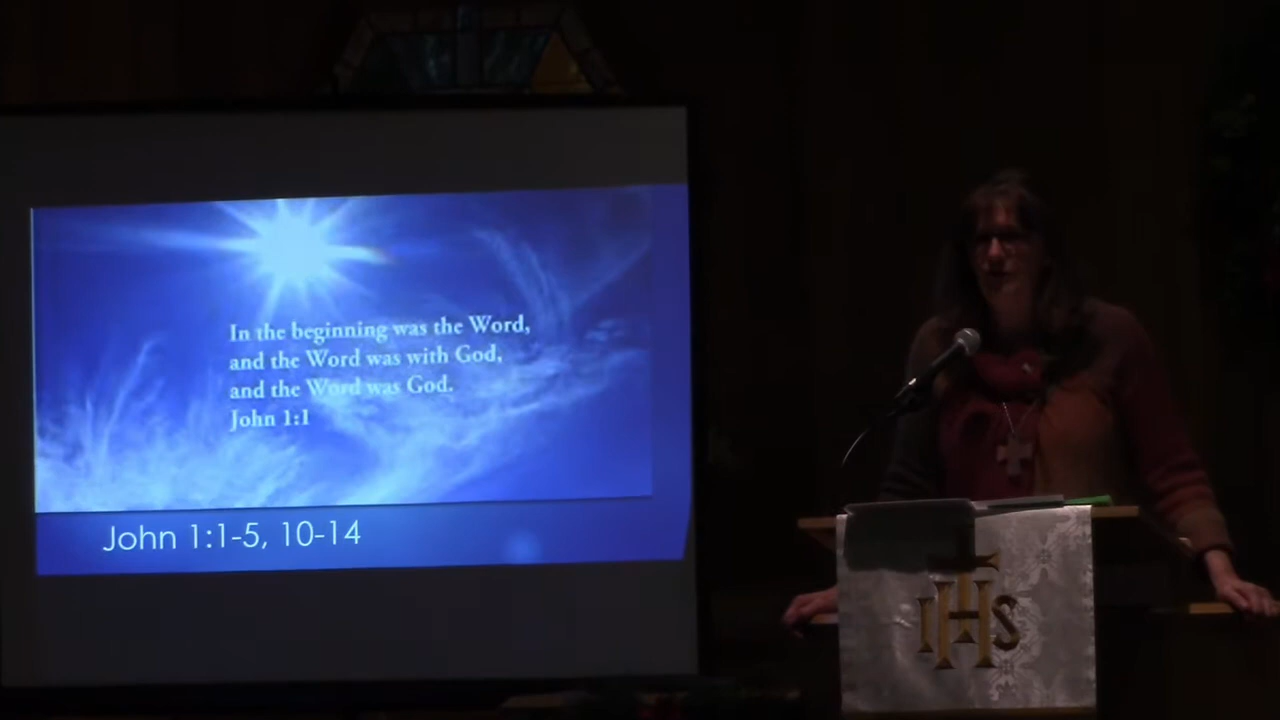 In the beginning was the Word,
and the Word was with God,
and the Word was God.
John 1:1
John 1:1-5, 10-14
IHS